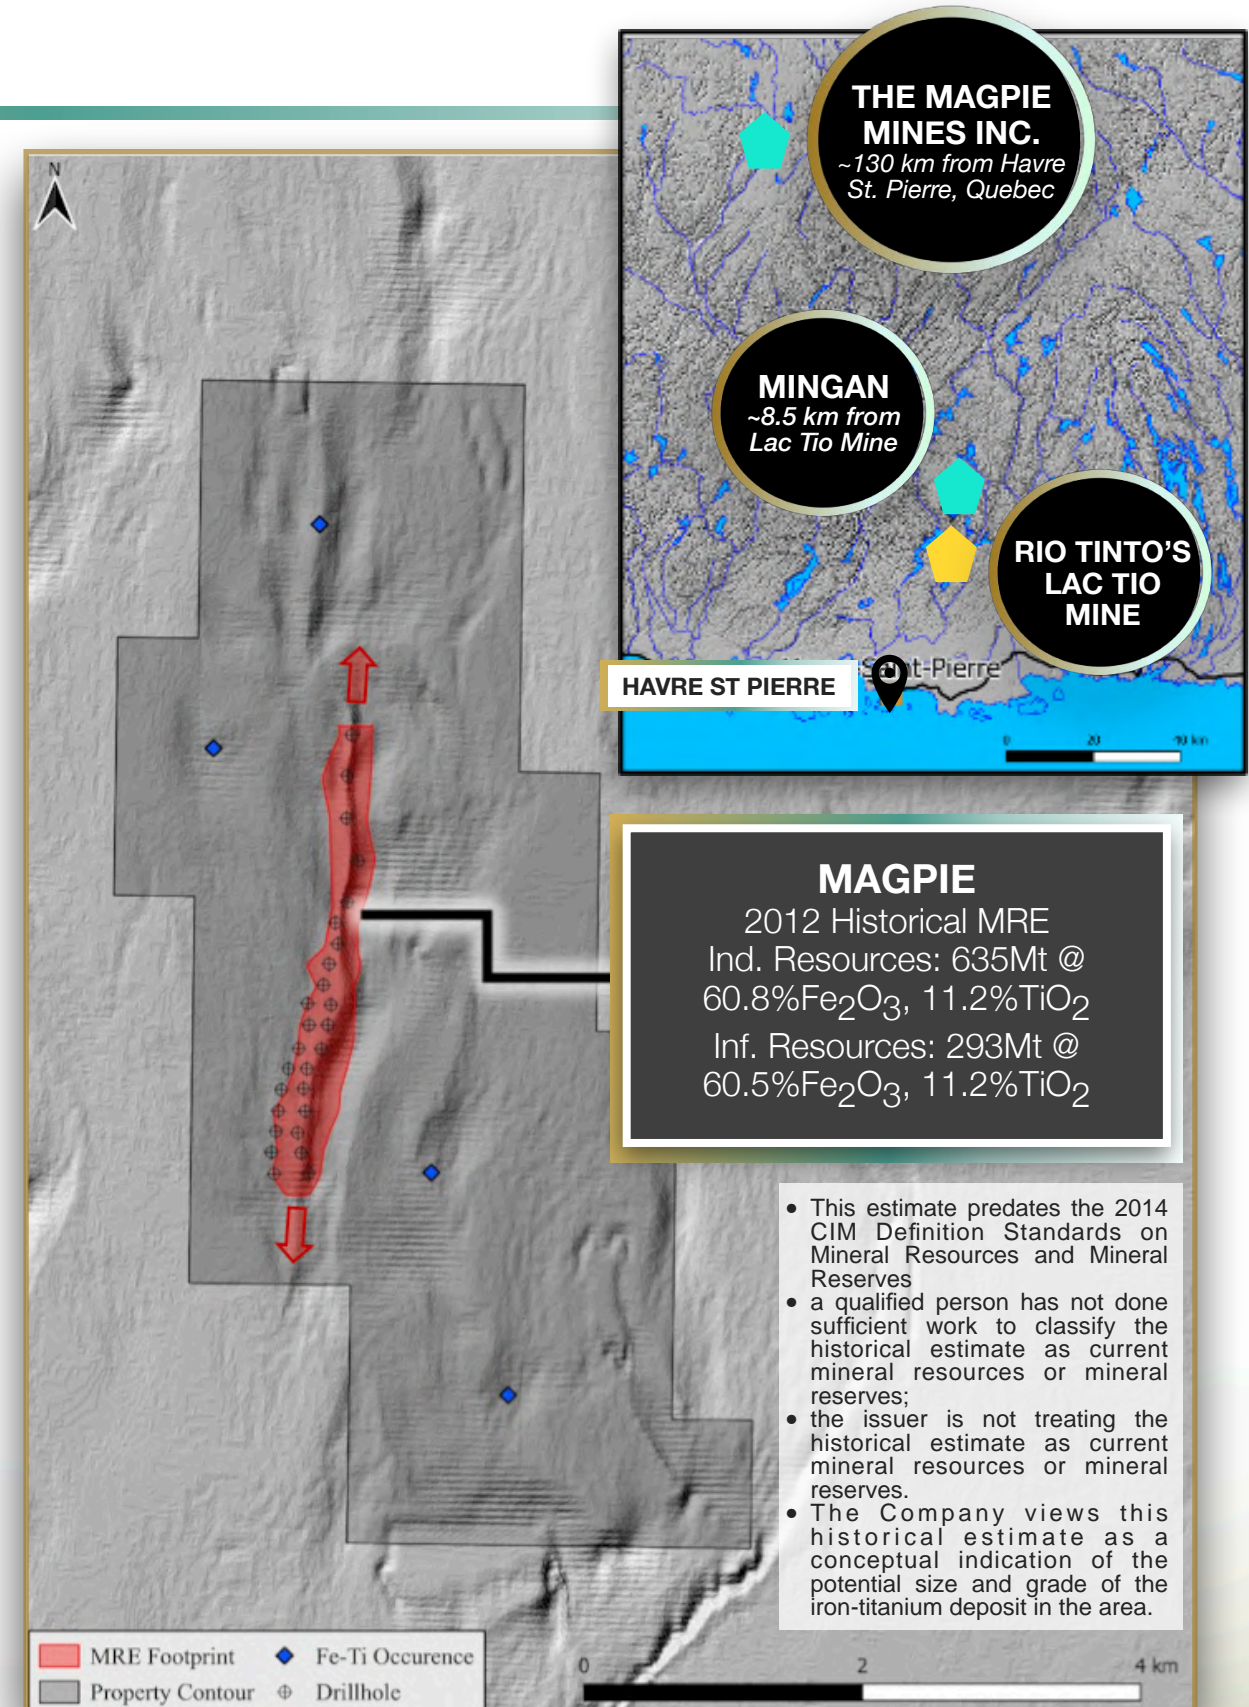 THE MAGPIE
MINES INC.
~130 km from Havre
St. Pierre, Quebec
MINGAN
~8.5 km from
Lac Tio Mine
RIO TINTO'S
LAC TIO
MINE
HAVRE ST PIERRE
nt-Pierre
0 20 40 km
N
MAGPIE
2012 Historical MRE
Ind. Resources: 635Mt @
60.8%Fe₂O₃, 11.2%TiO₂
Inf. Resources: 293Mt @
60.5%Fe₂O₃, 11.2%TiO₂
• This estimate predates the 2014
CIM Definition Standards on
Mineral Resources and Mineral
Reserves
• a qualified person has not done
sufficient work to classify the
historical estimate as current
mineral resources or mineral
reserves;
• the issuer is not treating the
historical estimate as current
mineral resources or mineral
reserves.
• The Company views this
historical estimate as a
conceptual indication of the
potential size and grade of the
iron-titanium deposit in the area.
MRE Footprint
Fe-Ti Occurence
Property Contour
Drillhole
0 2 4 km